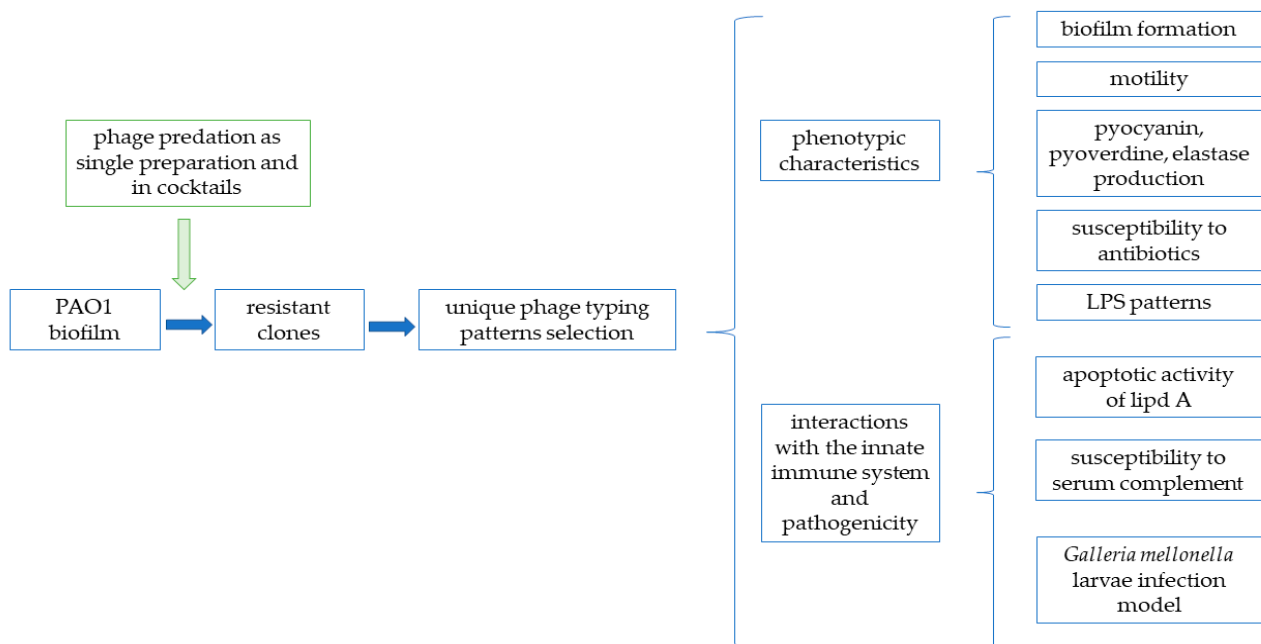 phage predation as
single preparation and
in cocktails
PAO1
biofilm
resistant
clones
unique phage typing
patterns selection
phenotypic
characteristics
biofilm formation
motility
pyocyanin,
pyoverdine, elastase
production
susceptibility to
antibiotics
LPS patterns
interactions
with the innate
immune system
and
pathogenicity
apoptotic activity
of lipd A
susceptibility to
serum complement
Galleria mellonella
larvae infection
model